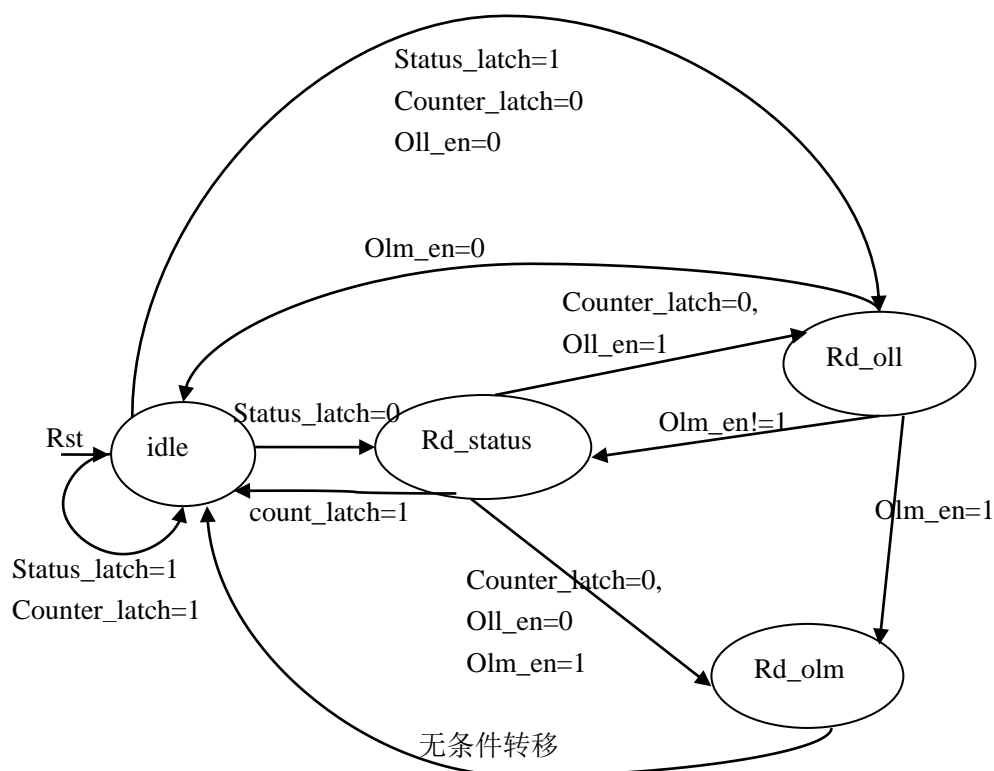 Status_latch=1
Counter_latch=0
Oll_en=0
Olm_en=0
Counter_latch=0,
Oll_en=1
Rd_oll
Status_latch=0
Rst
idle
Rd_status
Olm_en!=1
count_latch=1
Olm_en=1
Status_latch=1
Counter_latch=1
Counter_latch=0,
Oll_en=0
Olm_en=1
Rd_olm
无条件转移